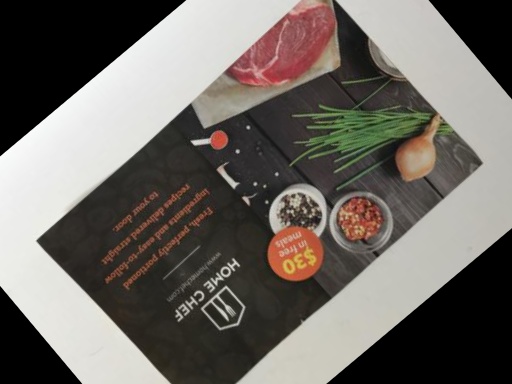 HOME CHEF
www.homechef.com
Fresh, perfectly portioned
ingredients and easy-to-follow
recipes delivered straight
to your door.
$30
in free
meals